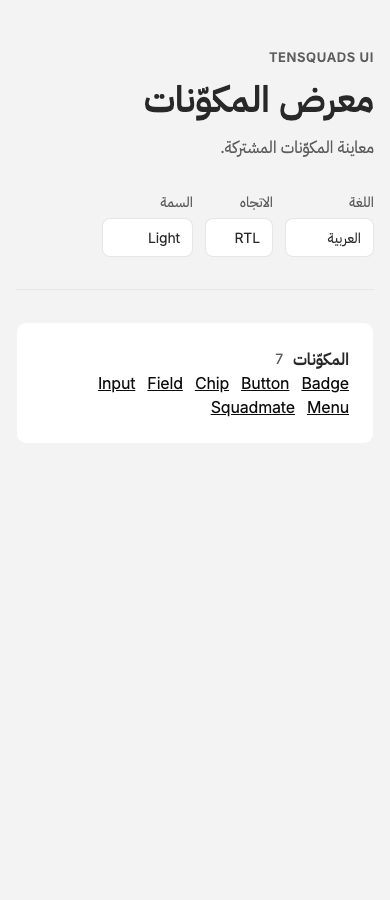 TENSQUADS UI
معرض المكوّنات
معاينة المكوّنات المشتركة.
اللغة الاتجاه السمة
العربية RTL Light
المكوّنات 7
Badge Button Chip Field Input
Menu Squadmate